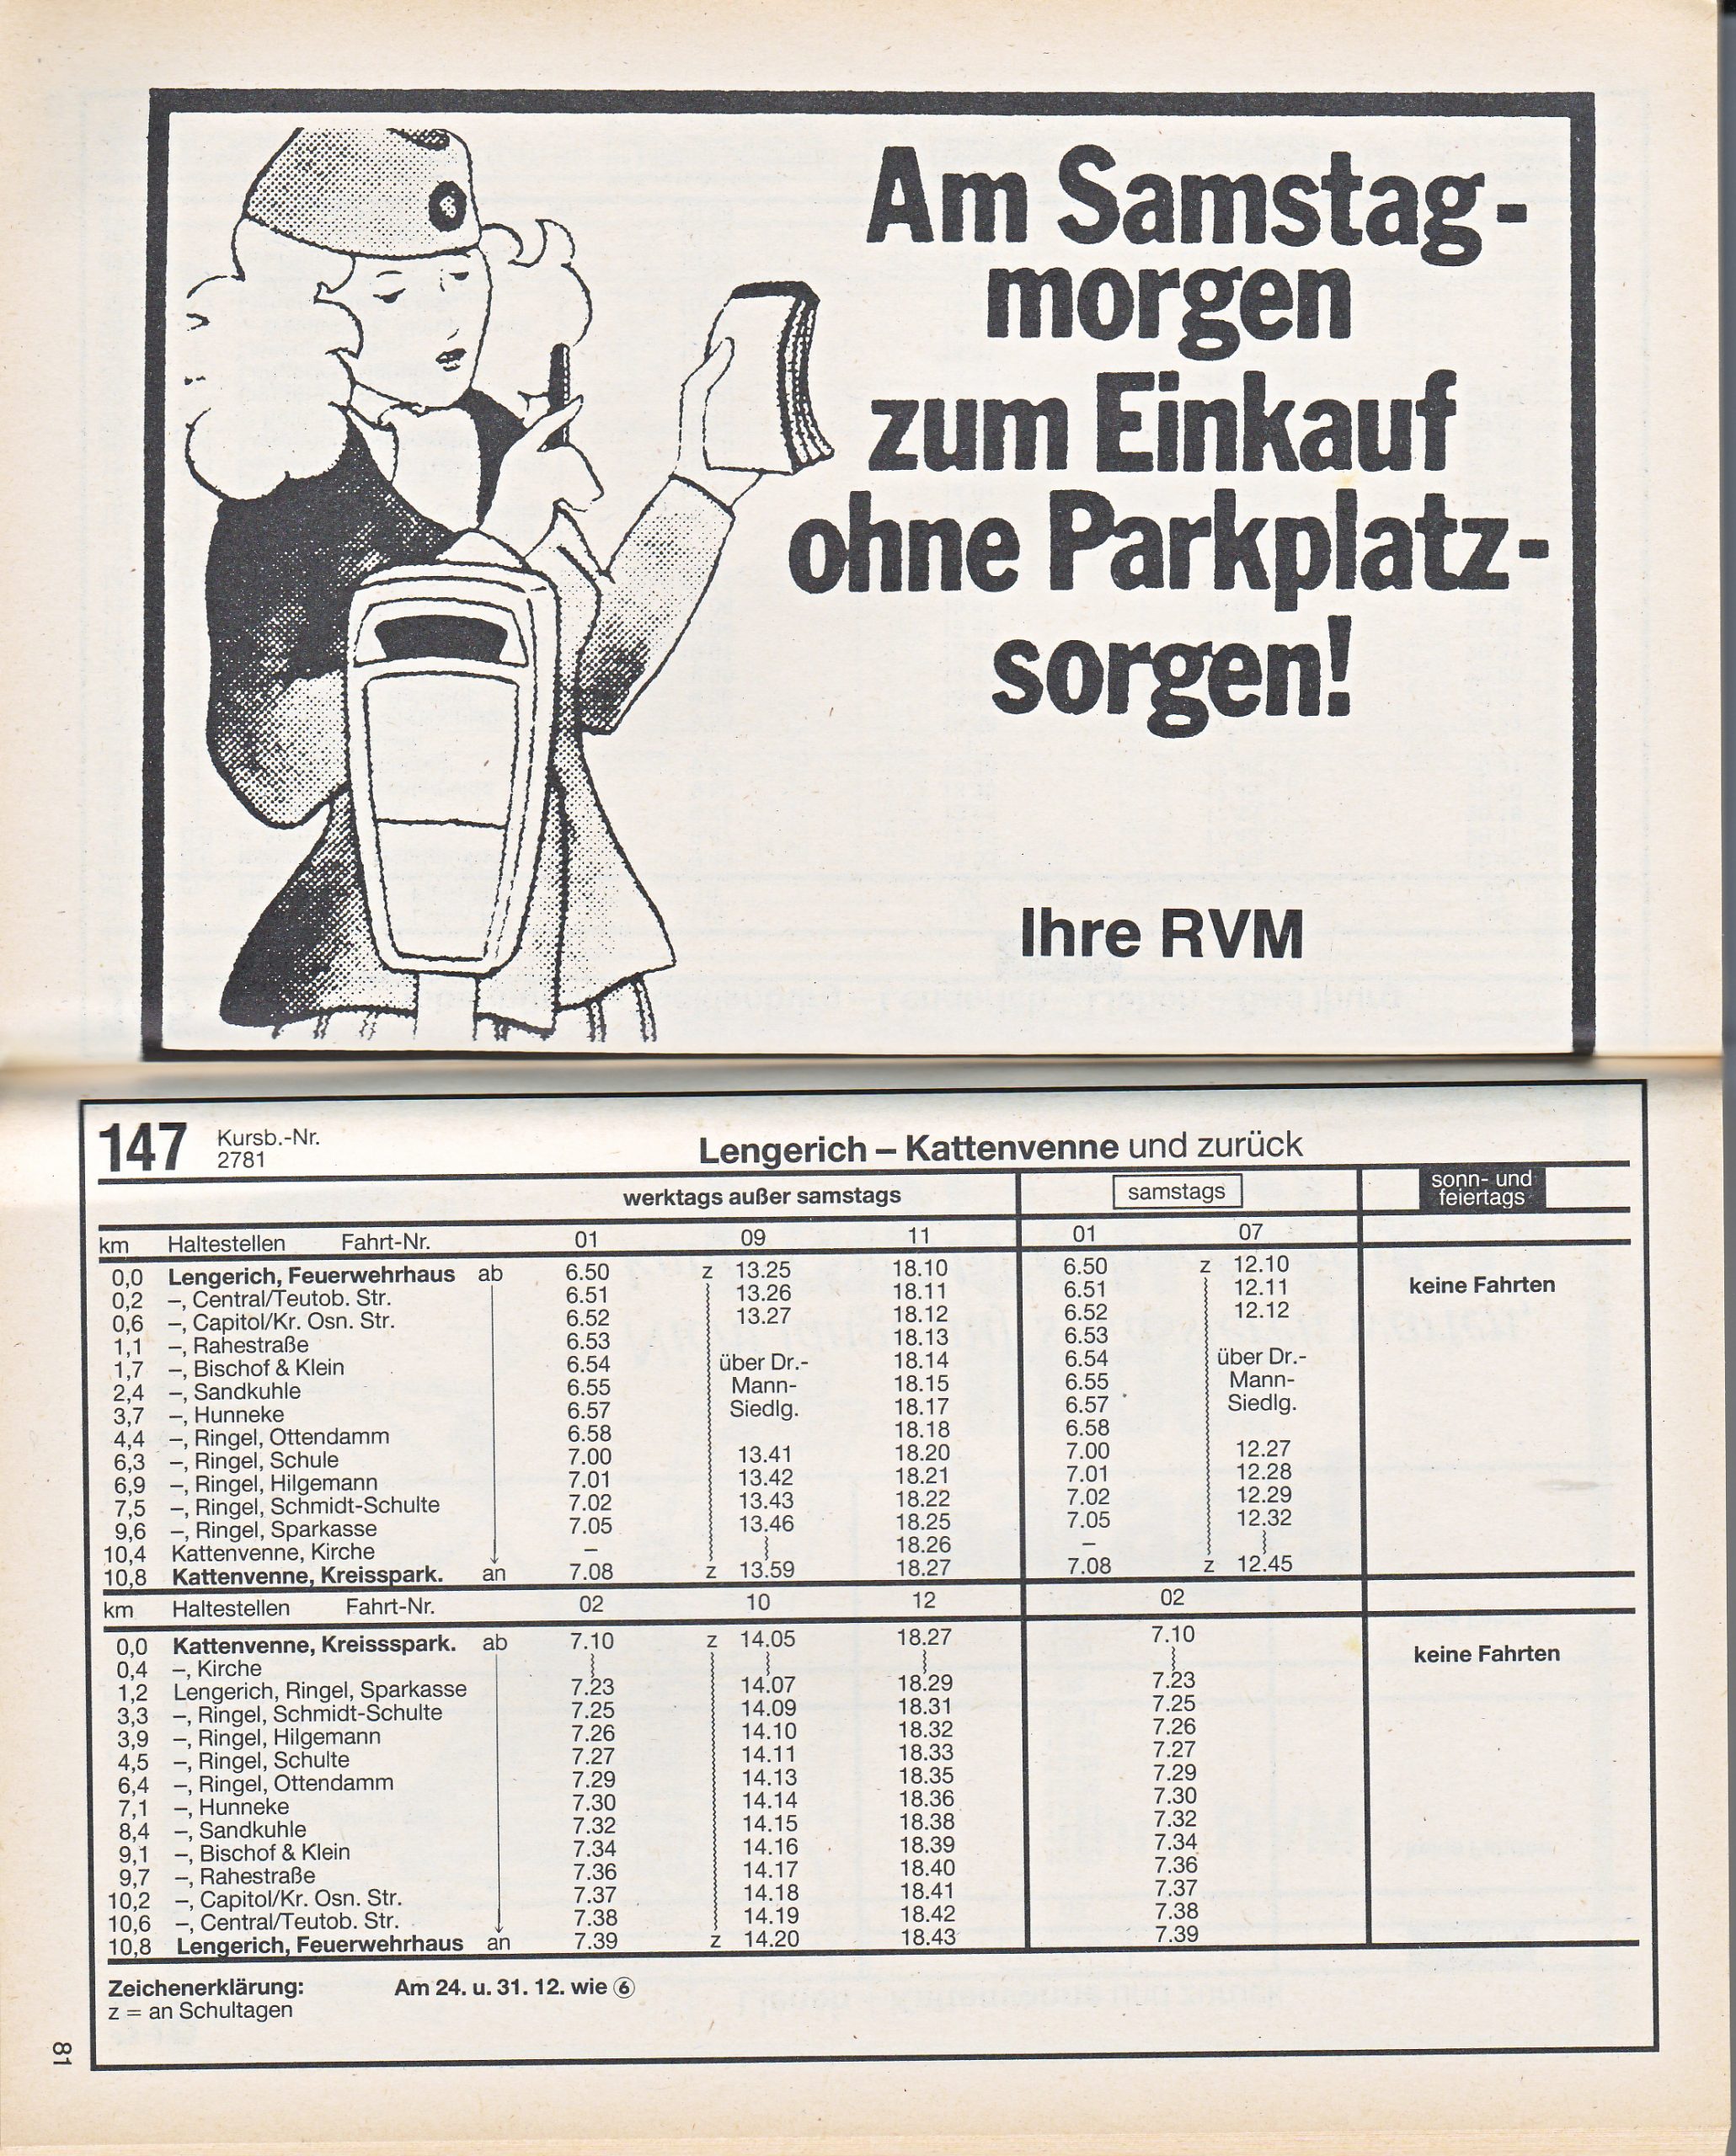 Am Samstag-
morgen
zum Einkauf
ohne Parkplatz-
sorgen!
Ihre RVM
147 Kursb.-Nr. 2781 Lengerich – Kattenvenne und zurück
werktags außer samstags samstags sonn- und feiertags
km Haltestellen Fahrt-Nr. 01 09 11 01 07
0,0 Lengerich, Feuerwehrhaus ab 6.50 z 13.25 18.10 6.50 z 12.10 keine Fahrten
0,2 –, Central/Teutob. Str. 6.51 13.26 18.11 6.51 12.11
0,6 –, Capitol/Kr. Osn. Str. 6.52 13.27 18.12 6.52 12.12
1,1 –, Rahestraße 6.53 18.13 6.53
1,7 –, Bischof & Klein 6.54 über Dr.- 18.14 6.54 über Dr.-
2,4 –, Sandkuhle 6.55 Mann- 18.15 6.55 Mann-
3,7 –, Hunneke 6.57 Siedlg. 18.17 6.57 Siedlg.
4,4 –, Ringel, Ottendamm 6.58 18.18 6.58
6,3 –, Ringel, Schule 7.00 13.41 18.20 7.00 12.27
6,9 –, Ringel, Hilgemann 7.01 13.42 18.21 7.01 12.28
7,5 –, Ringel, Schmidt-Schulte 7.02 13.43 18.22 7.02 12.29
9,6 –, Ringel, Sparkasse 7.05 13.46 18.25 7.05 12.32
10,4 Kattenvenne, Kirche – 18.26 –
10,8 Kattenvenne, Kreisspark. an 7.08 z 13.59 18.27 7.08 z 12.45
km Haltestellen Fahrt-Nr. 02 10 12 02
0,0 Kattenvenne, Kreissspark. ab 7.10 z 14.05 18.27 7.10 keine Fahrten
0,4 –, Kirche
1,2 Lengerich, Ringel, Sparkasse 7.23 14.07 18.29 7.23
3,3 –, Ringel, Schmidt-Schulte 7.25 14.09 18.31 7.25
3,9 –, Ringel, Hilgemann 7.26 14.10 18.32 7.26
4,5 –, Ringel, Schulte 7.27 14.11 18.33 7.27
6,4 –, Ringel, Ottendamm 7.29 14.13 18.35 7.29
7,1 –, Hunneke 7.30 14.14 18.36 7.30
8,4 –, Sandkuhle 7.32 14.15 18.38 7.32
9,1 –, Bischof & Klein 7.34 14.16 18.39 7.34
9,7 –, Rahestraße 7.36 14.17 18.40 7.36
10,2 –, Capitol/Kr. Osn. Str. 7.37 14.18 18.41 7.37
10,6 –, Central/Teutob. Str. 7.38 14.19 18.42 7.38
10,8 Lengerich, Feuerwehrhaus an 7.39 z 14.20 18.43 7.39
Zeichenerklärung: Am 24. u. 31. 12. wie ⑥
z = an Schultagen
81